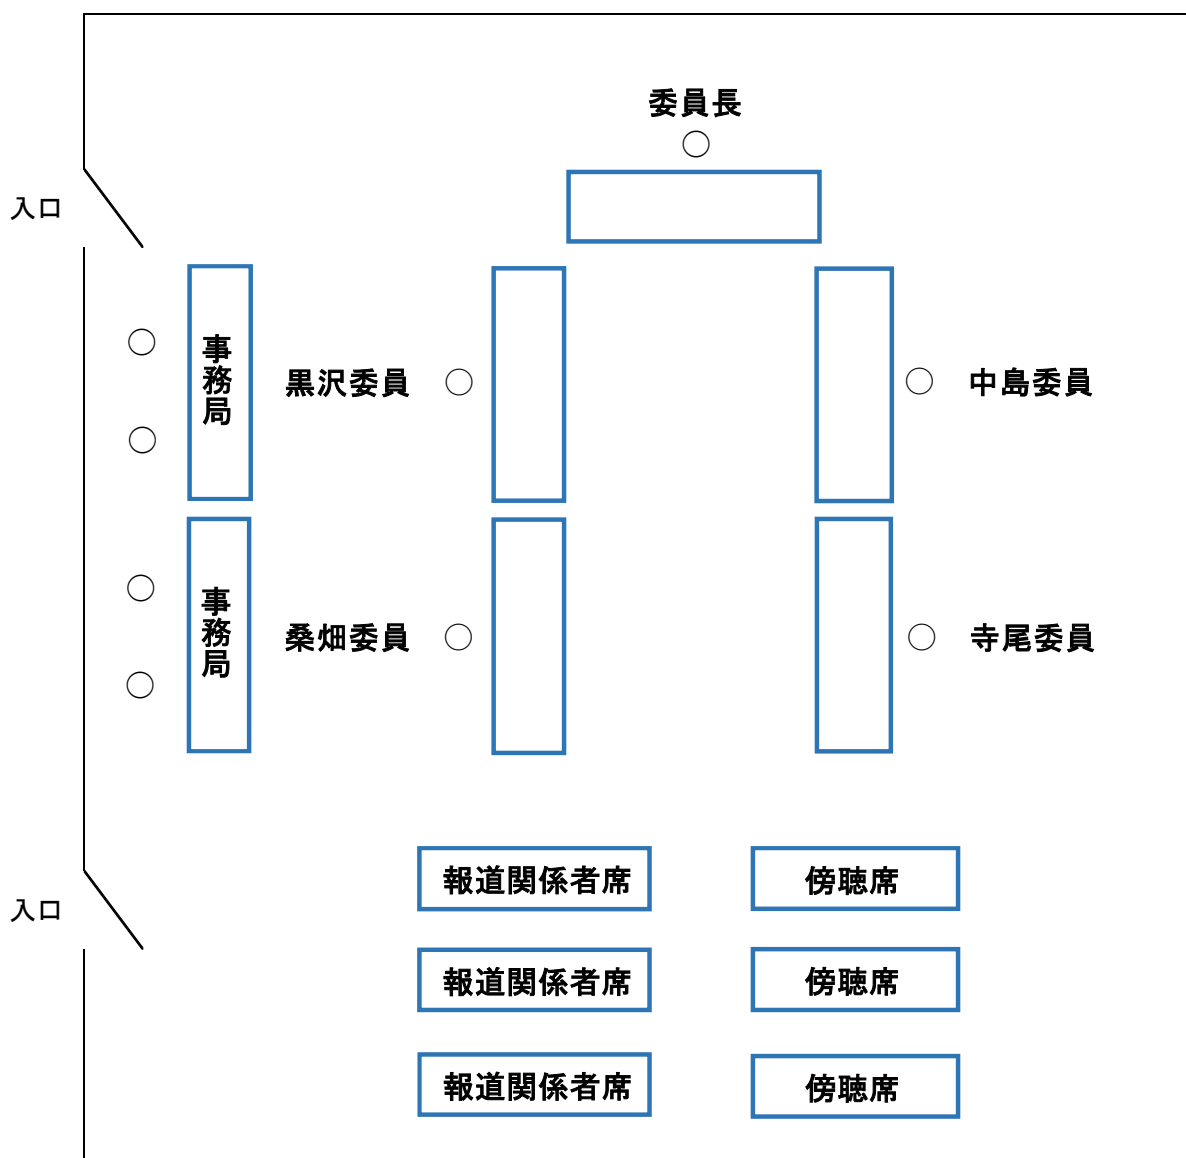 委員長
入口
事務局
黒沢委員
中島委員
事務局
桑畑委員
寺尾委員
報道関係者席
傍聴席
入口
報道関係者席
傍聴席
報道関係者席
傍聴席